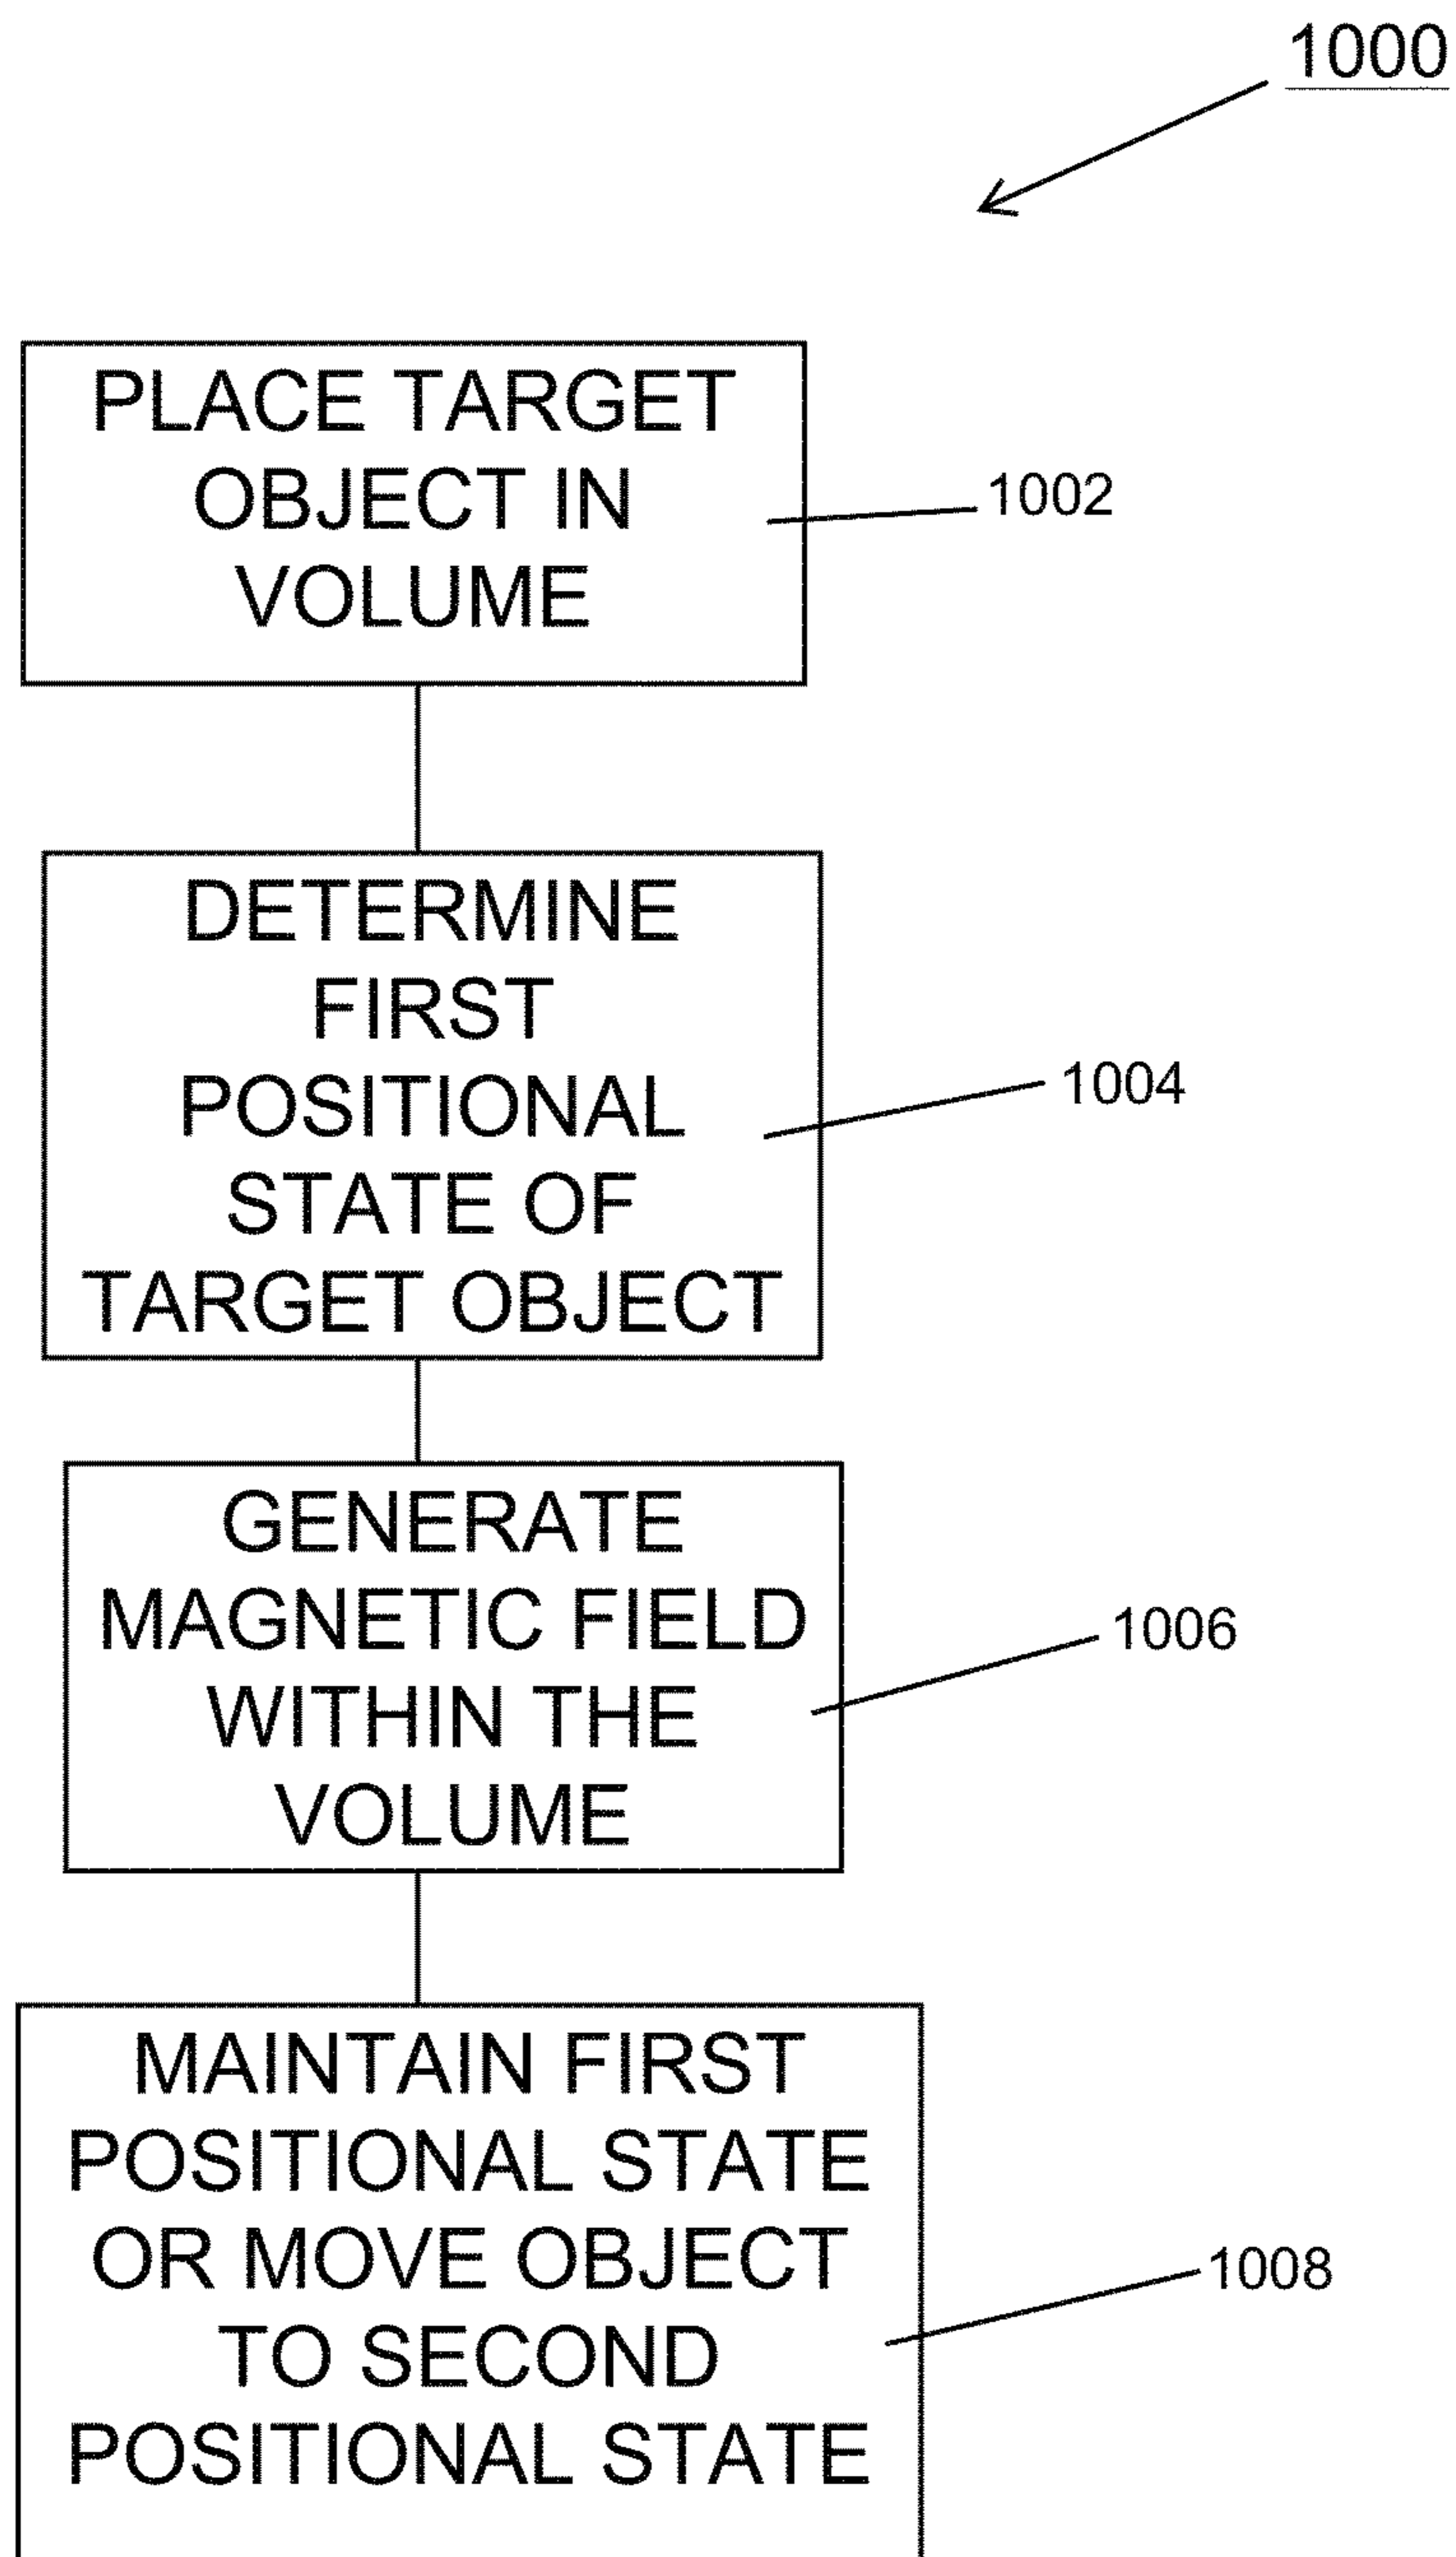 1000
PLACE TARGET
OBJECT IN
VOLUME
1002
DETERMINE
FIRST
POSITIONAL
STATE OF
TARGET OBJECT
1004
GENERATE
MAGNETIC FIELD
WITHIN THE
VOLUME
1006
MAINTAIN FIRST
POSITIONAL STATE
OR MOVE OBJECT
TO SECOND
POSITIONAL STATE
1008